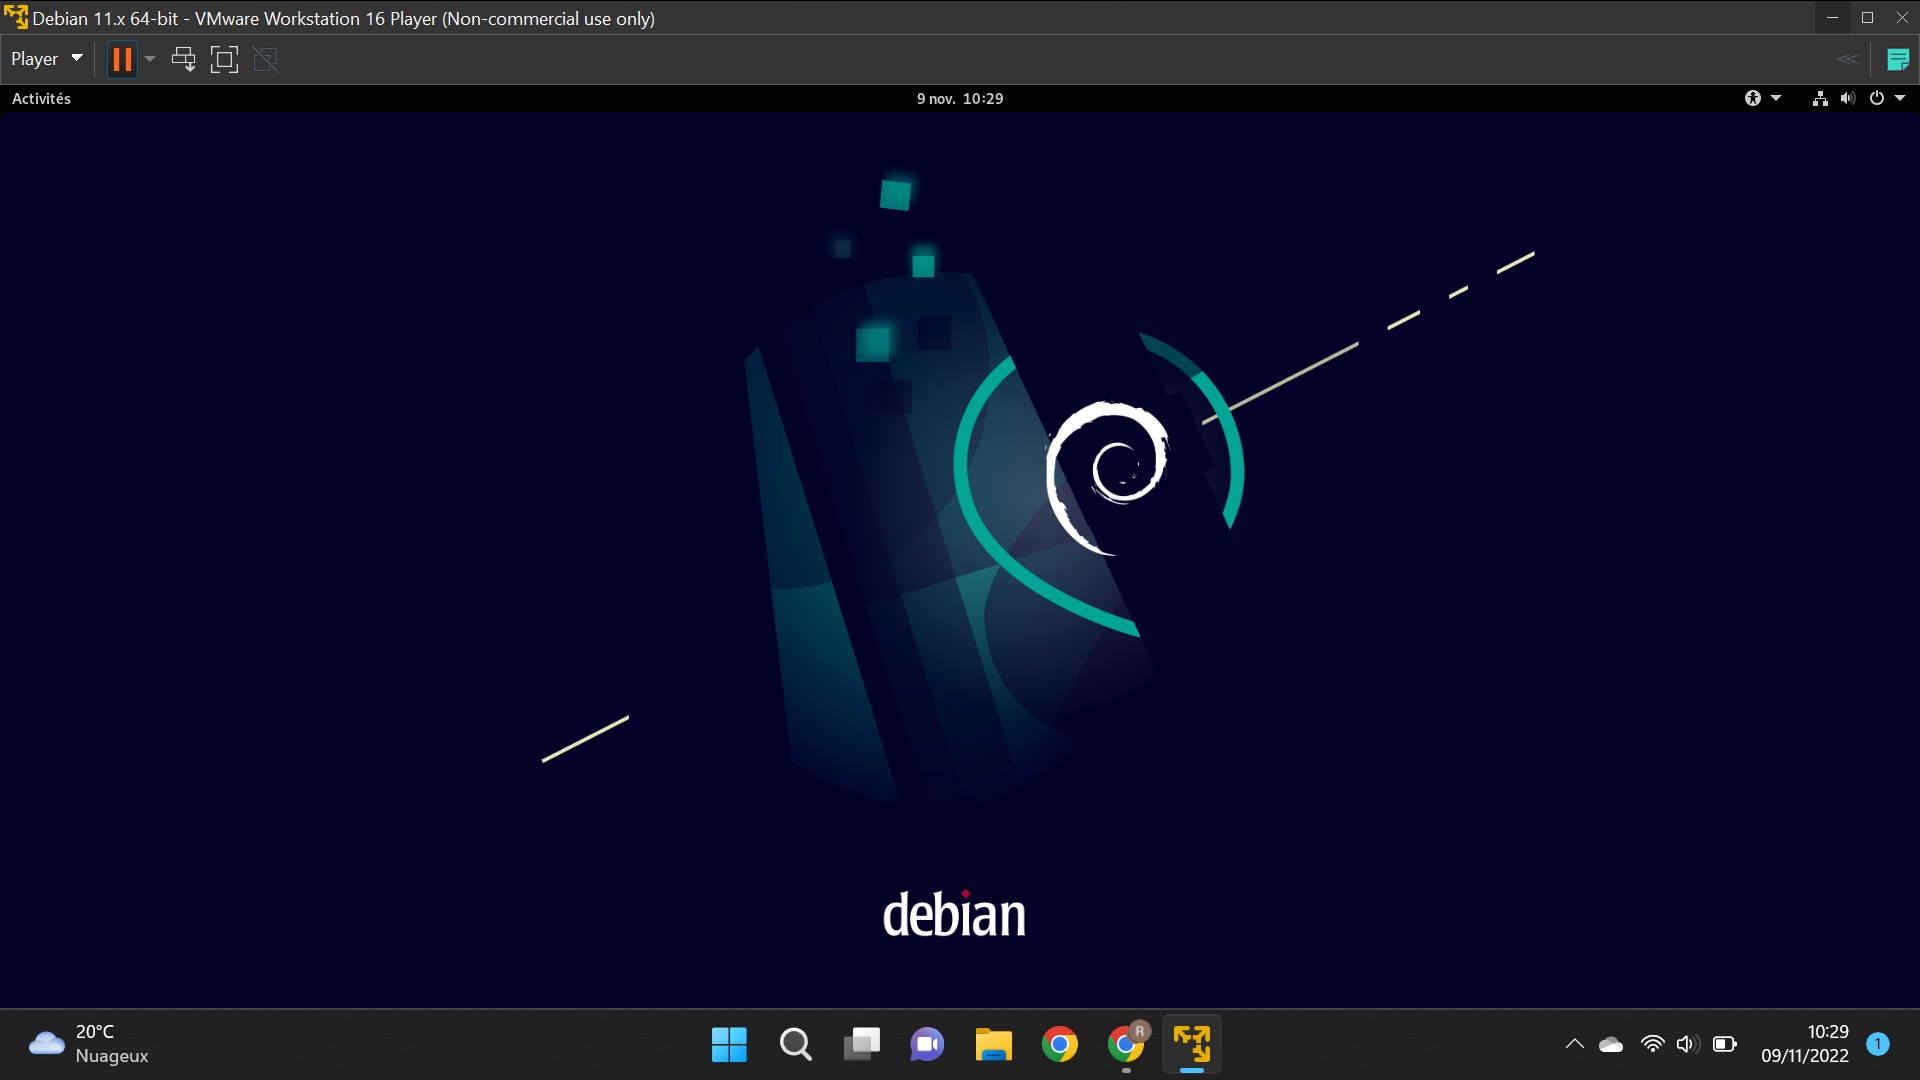 Debian 11.x 64-bit - VMware Workstation 16 Player (Non-commercial use only)
Player
Activités
9 nov. 10:29
debian
20°C
Nuageux
R
10:29
09/11/2022
1